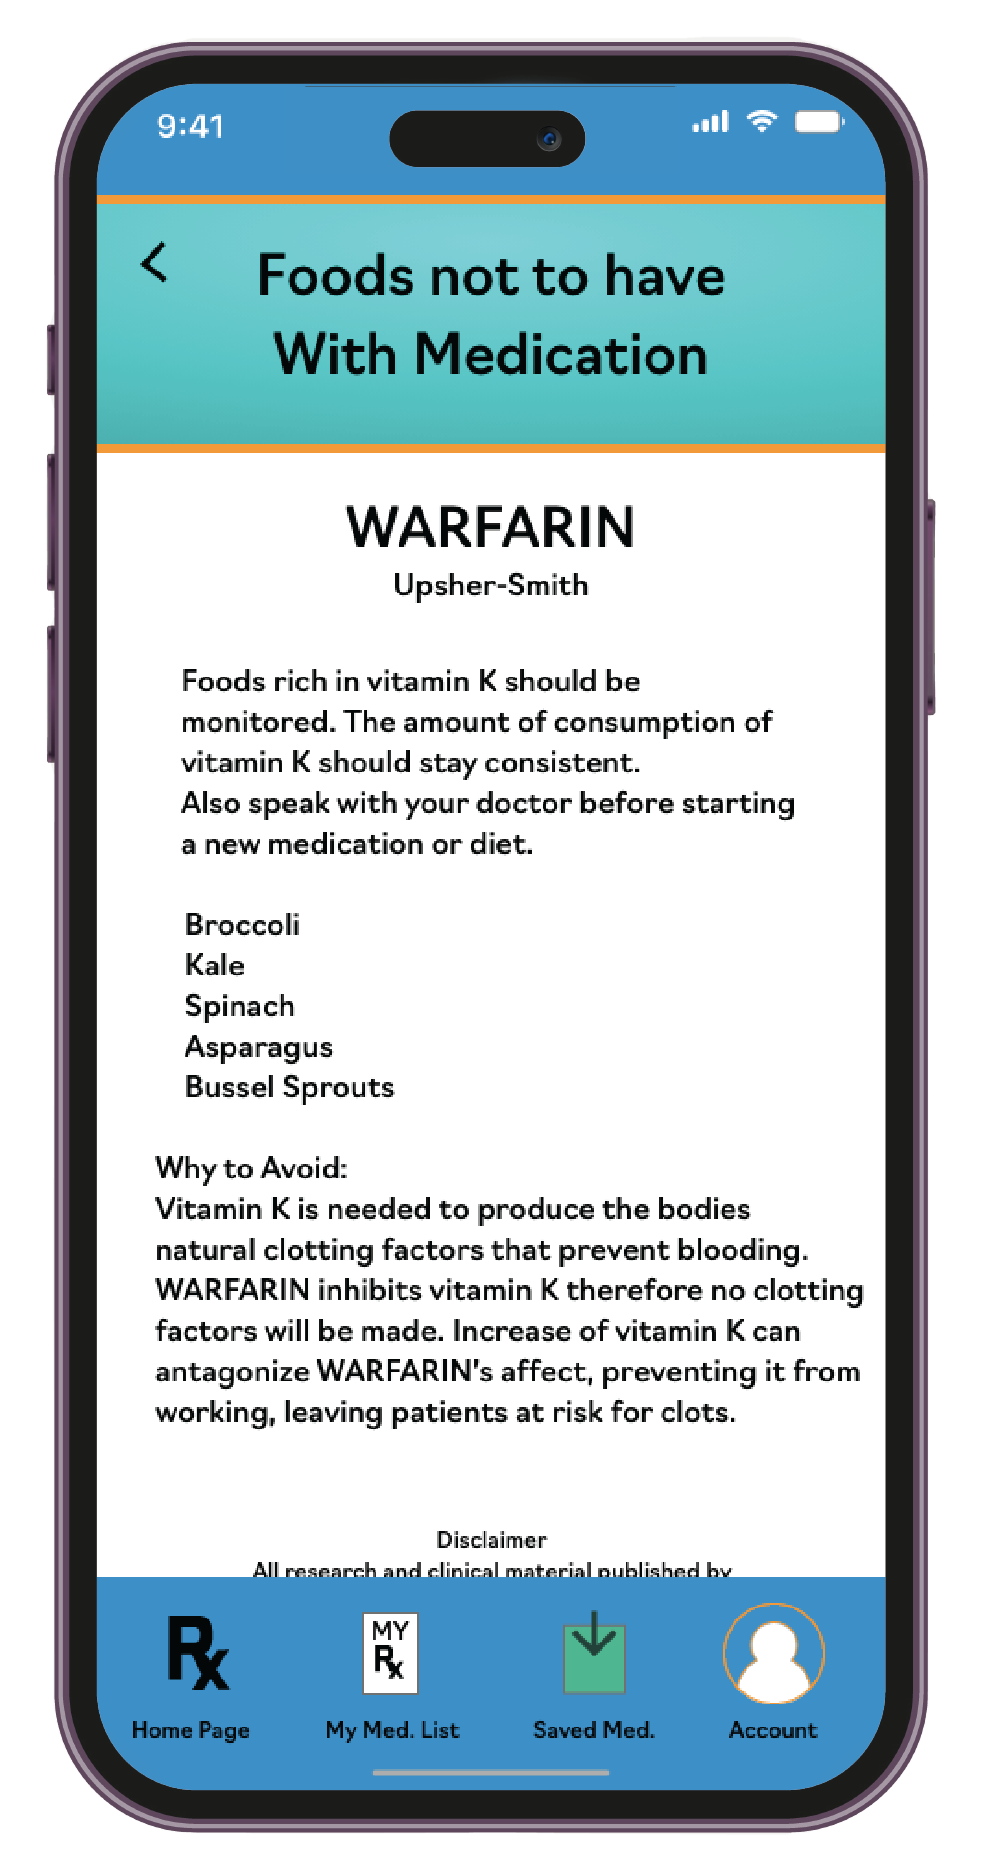 9:41
Foods not to have
With Medication
WARFARIN
Upsher-Smith
Foods rich in vitamin K should be
monitored. The amount of consumption of
vitamin K should stay consistent.
Also speak with your doctor before starting
a new medication or diet.
Broccoli
Kale
Spinach
Asparagus
Bussel Sprouts
Why to Avoid:
Vitamin K is needed to produce the bodies
natural clotting factors that prevent blooding.
WARFARIN inhibits vitamin K therefore no clotting
factors will be made. Increase of vitamin K can
antagonize WARFARIN's affect, preventing it from
working, leaving patients at risk for clots.
Disclaimer
All research and clinical material published by
Rx
MY
Rx
Home Page
My Med. List
Saved Med.
Account